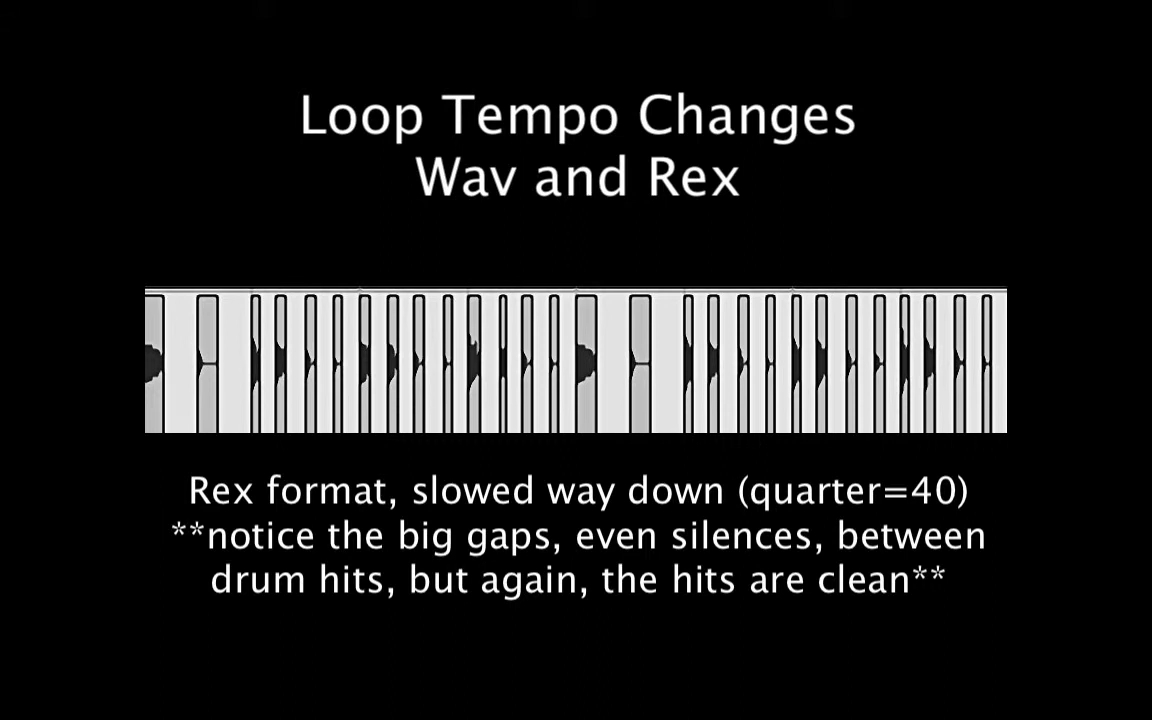 Loop Tempo Changes
Wav and Rex
Rex format, slowed way down (quarter=40)
**notice the big gaps, even silences, between
drum hits, but again, the hits are clean**